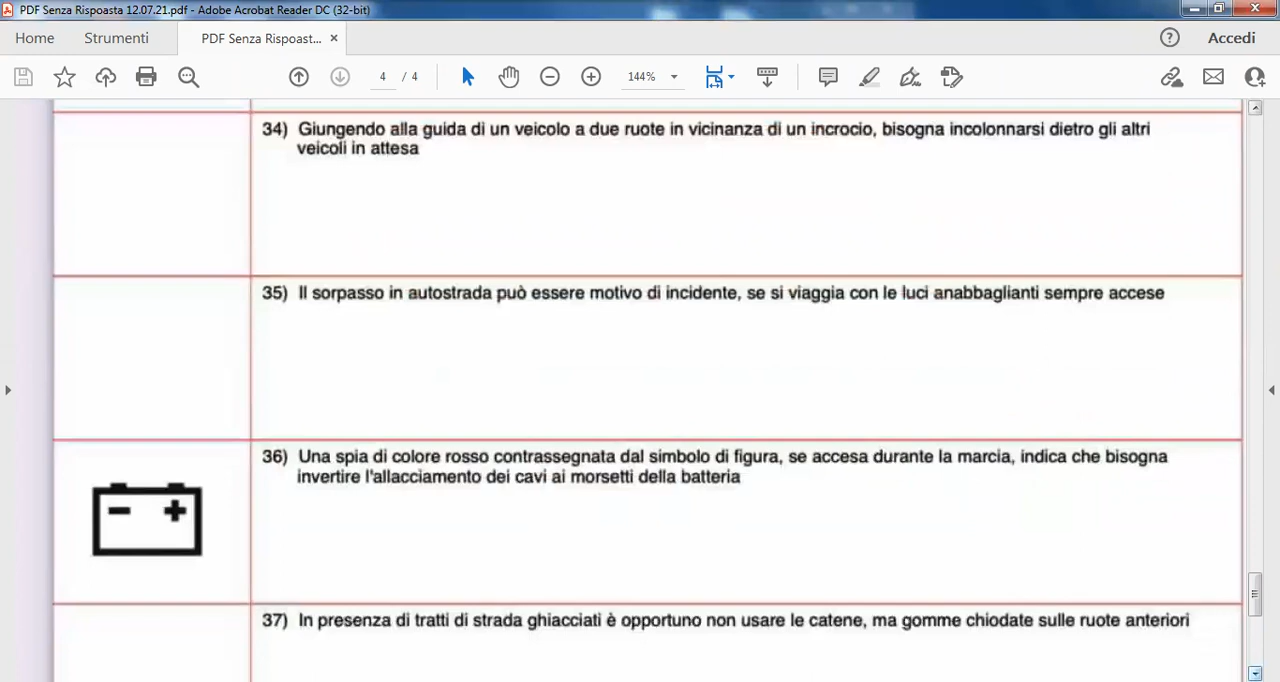 PDF Senza Rispoasta 12.07.21.pdf - Adobe Acrobat Reader DC (32-bit)
Home Strumenti PDF Senza Rispoast... × Accedi
4 / 4 144%
34) Giungendo alla guida di un veicolo a due ruote in vicinanza di un incrocio, bisogna incolonnarsi dietro gli altri
veicoli in attesa
35) Il sorpasso in autostrada può essere motivo di incidente, se si viaggia con le luci anabbaglianti sempre accese
36) Una spia di colore rosso contrassegnata dal simbolo di figura, se accesa durante la marcia, indica che bisogna
invertire l'allacciamento dei cavi ai morsetti della batteria
- +
37) In presenza di tratti di strada ghiacciati è opportuno non usare le catene, ma gomme chiodate sulle ruote anteriori